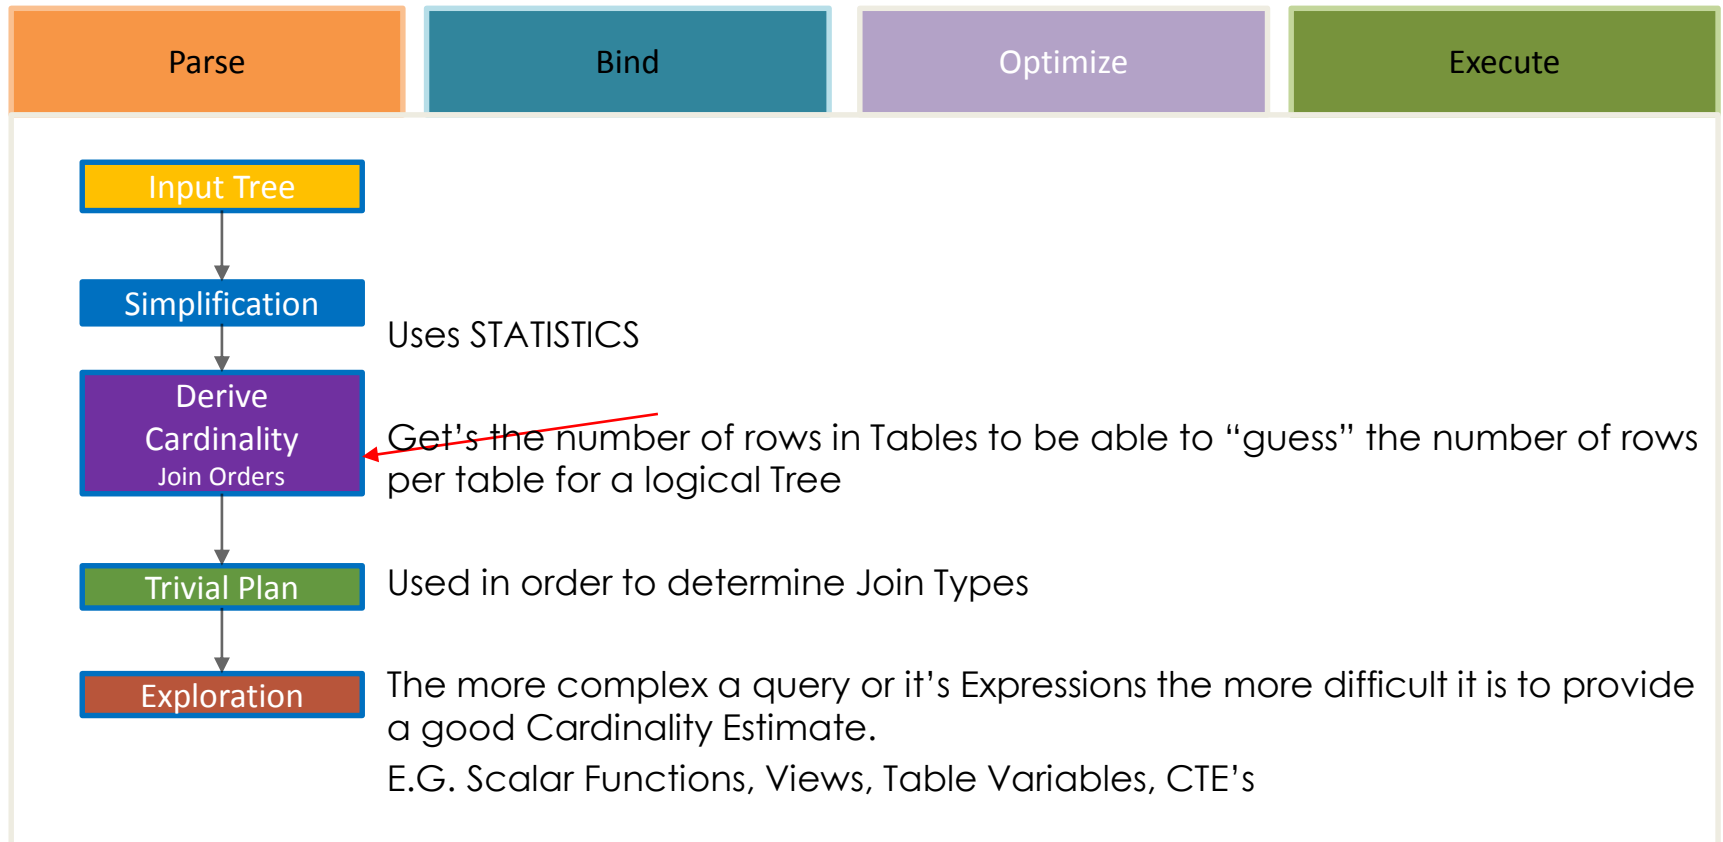 Parse
Bind
Optimize
Execute
Input Tree
Simplification
Derive
Cardinality
Join Orders
Trivial Plan
Exploration
Uses STATISTICS
Get’s the number of rows in Tables to be able to “guess” the number of rows
per table for a logical Tree
Used in order to determine Join Types
The more complex a query or it’s Expressions the more difficult it is to provide
a good Cardinality Estimate.
E.G. Scalar Functions, Views, Table Variables, CTE’s